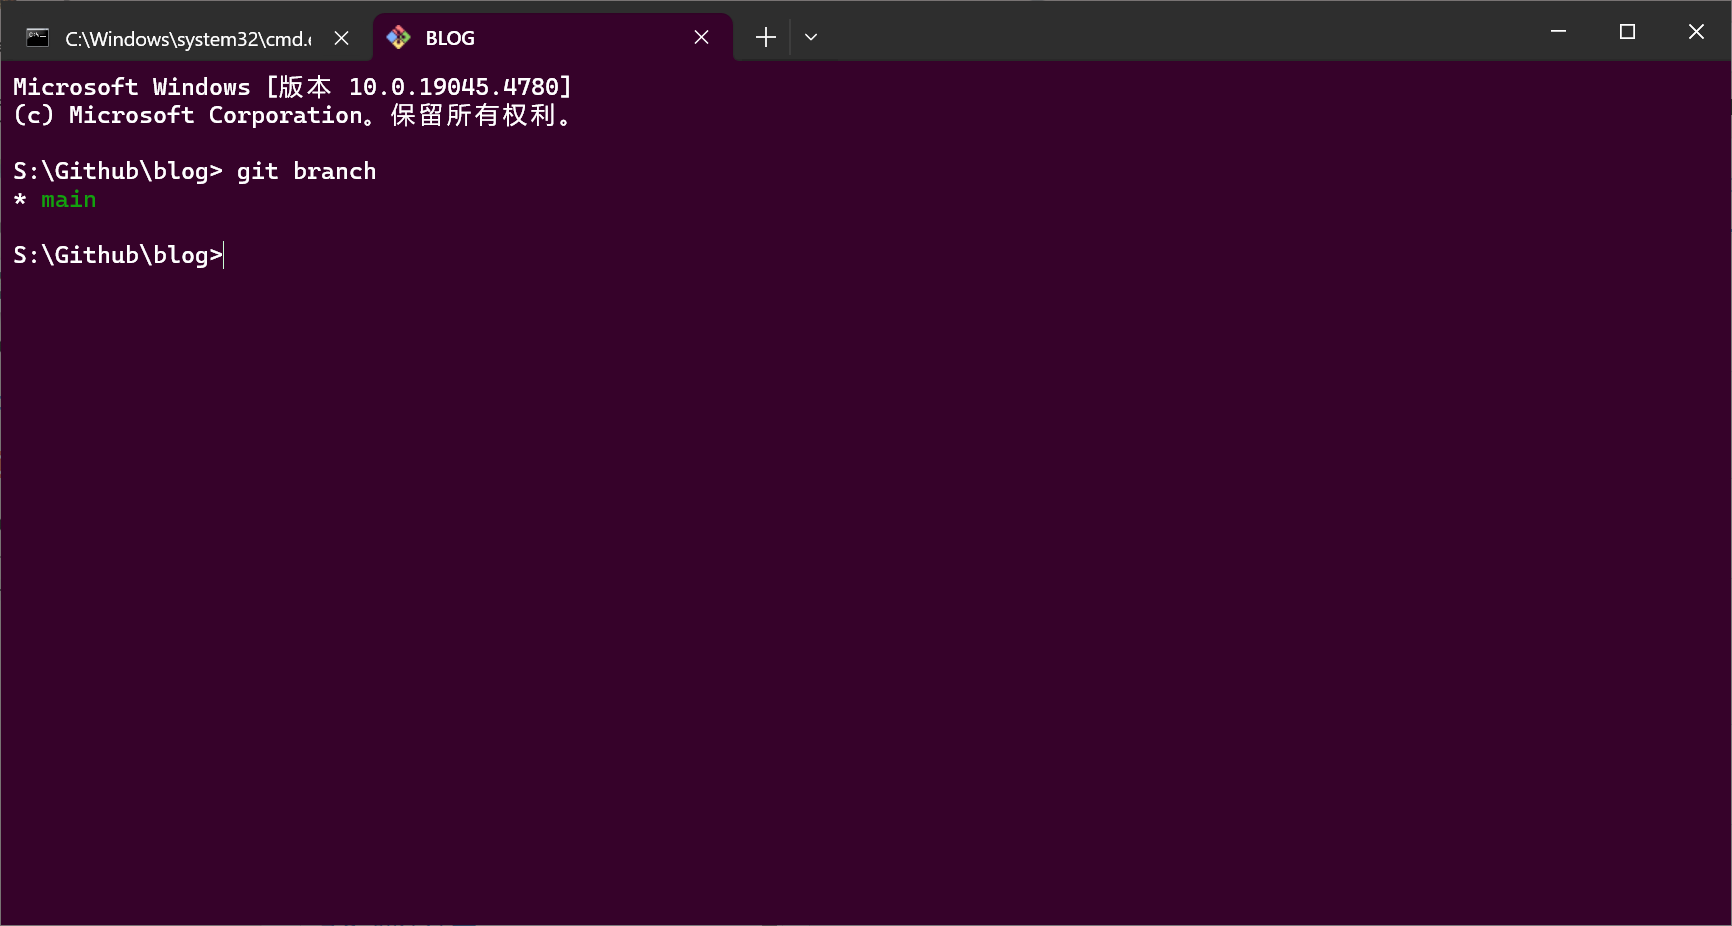 C:\Windows\system32\cmd.e
BLOG
Microsoft Windows [版本 10.0.19045.4780]
(c) Microsoft Corporation。保留所有权利。
S:\Github\blog> git branch
* main
S:\Github\blog>